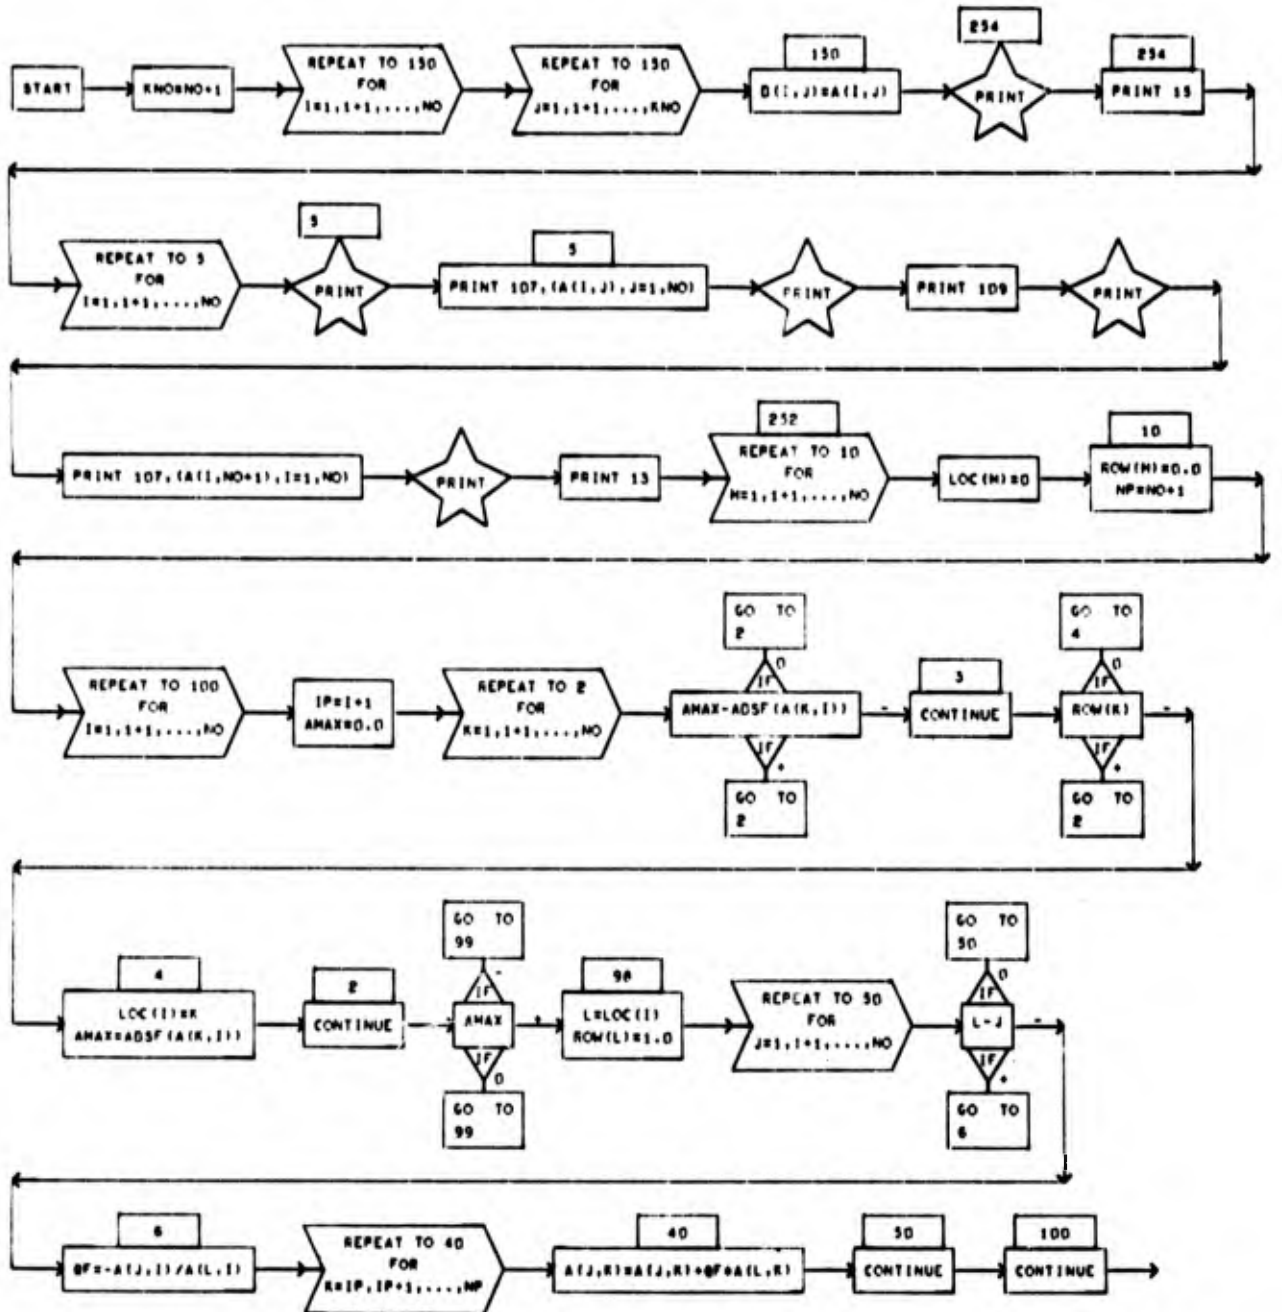 START
KNO=NO+1
REPEAT TO 150
FOR
I=1,1+1,...,NO
REPEAT TO 150
FOR
J=1,1+1,...,KNO
150
D(I,J)=A(I,J)
254
PRINT
254
PRINT 15
REPEAT TO 5
FOR
I=1,1+1,...,NO
5
PRINT
5
PRINT 107,(A(I,J),J=1,NO)
PRINT
PRINT 109
PRINT
PRINT 107,(A(I,NO+1),I=1,NO)
PRINT
PRINT 13
252
REPEAT TO 10
FOR
M=1,1+1,...,NO
LOC(M)=0
10
ROW(M)=0.0
NP=NO+1
REPEAT TO 100
FOR
I=1,1+1,...,NO
IP=I+1
AMAX=0.0
REPEAT TO 2
FOR
K=1,1+1,...,NO
GO TO
2
0
IF
AMAX-ABSF(A(K,I))
-
IF
+
GO TO
2
3
CONTINUE
GO TO
4
0
IF
ROW(K)
-
IF
+
GO TO
2
4
LOC(I)=K
AMAX=ABSF(A(K,I))
2
CONTINUE
GO TO
99
-
IF
AMAX
+
IF
0
GO TO
99
98
L=LOC(I)
ROW(L)=1.0
REPEAT TO 50
FOR
J=1,1+1,...,NO
GO TO
50
0
IF
L-J
-
IF
+
GO TO
6
6
QF=-A(J,I)/A(L,I)
REPEAT TO 40
FOR
K=IP,IP+1,...,NP
40
A(J,K)=A(J,K)+QF*A(L,K)
50
CONTINUE
100
CONTINUE